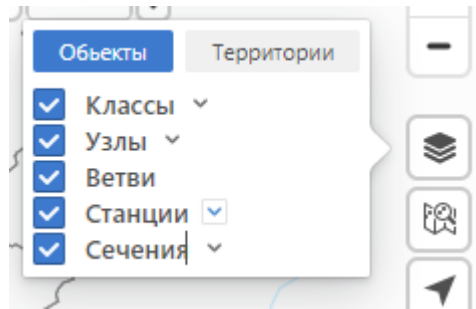 Обьекты Территории
Классы
Узлы
Ветви
Станции
Сечения